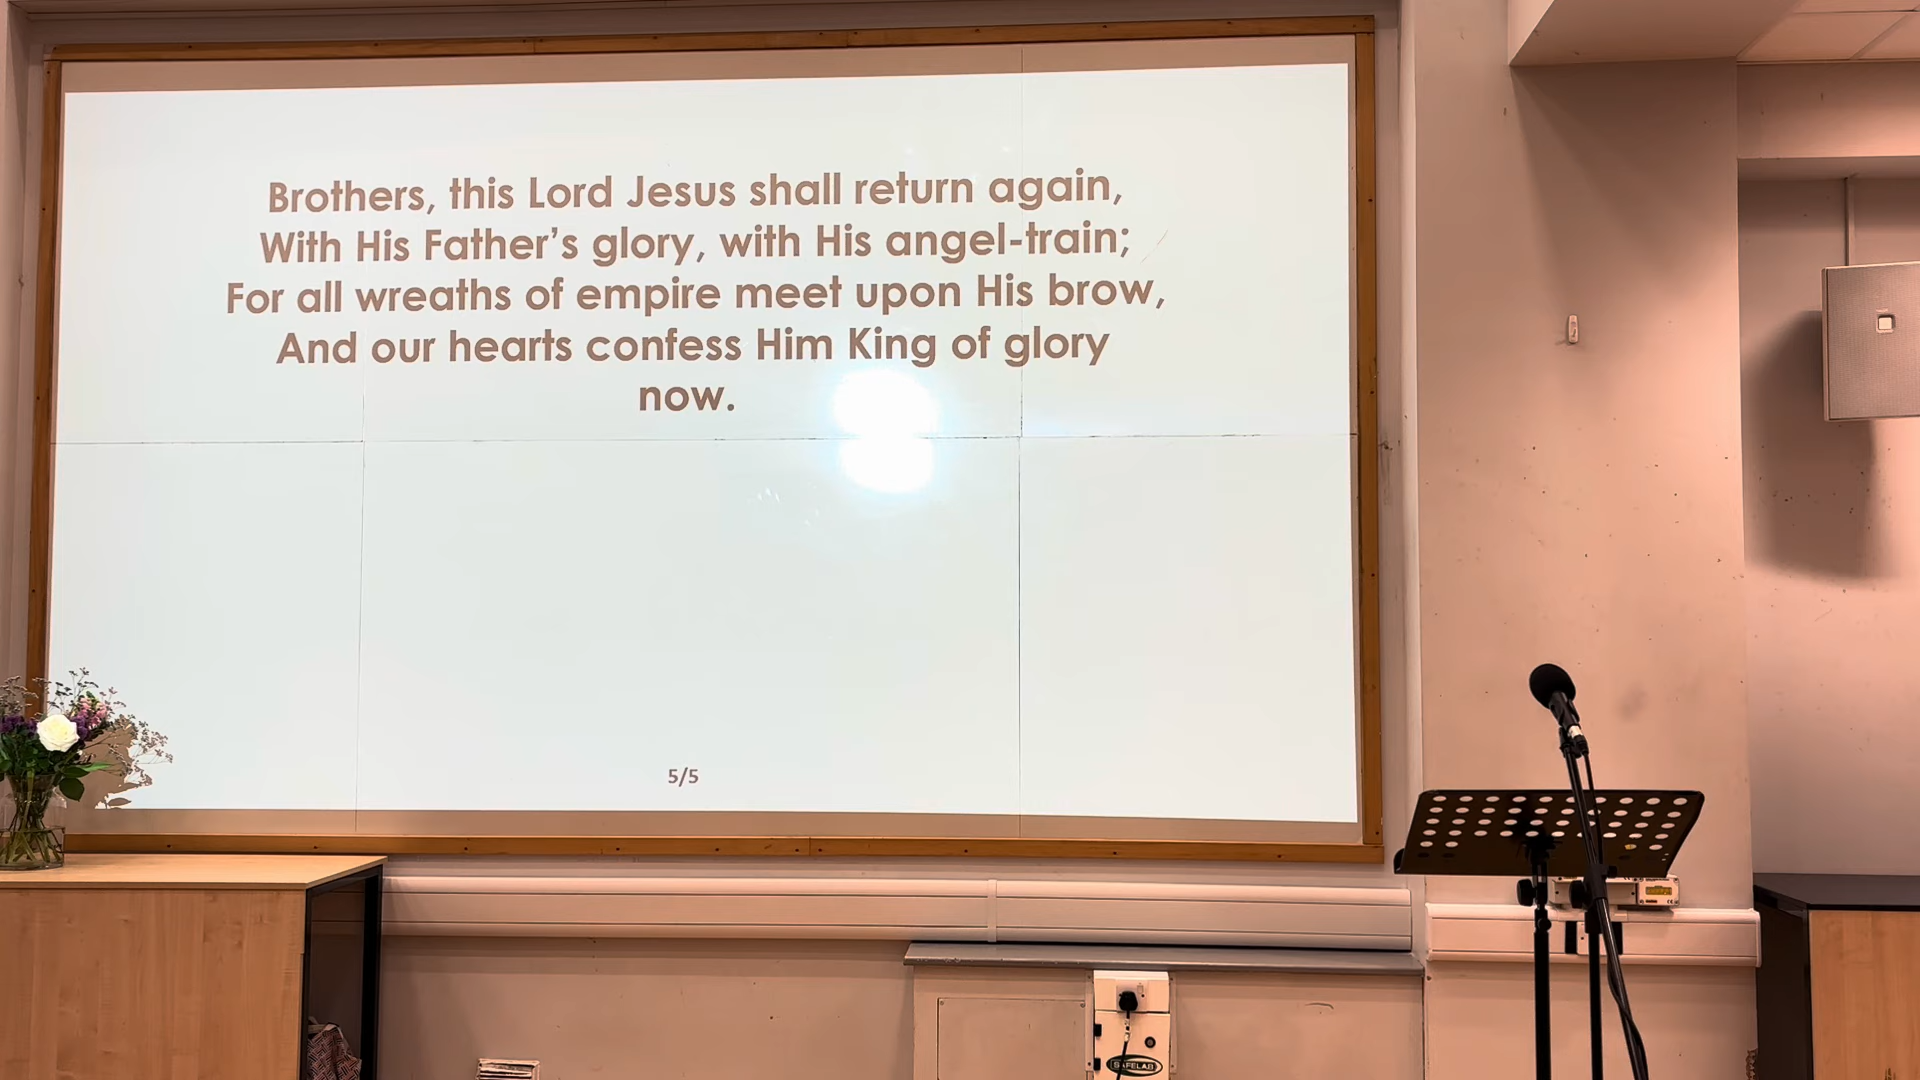 Brothers, this Lord Jesus shall return again,
With His Father’s glory, with His angel-train;
For all wreaths of empire meet upon His brow,
And our hearts confess Him King of glory
now.
5/5
SAFELAB